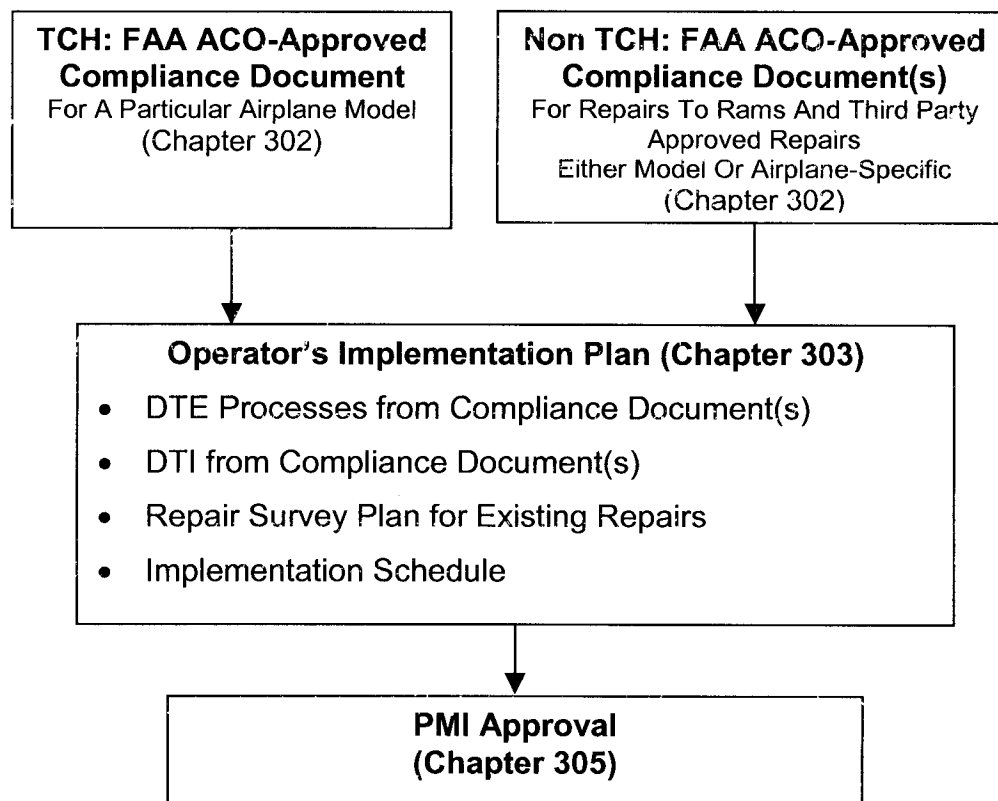 TCH: FAA ACO-Approved
Compliance Document
For A Particular Airplane Model
(Chapter 302)
Non TCH: FAA ACO-Approved
Compliance Document(s)
For Repairs To Rams And Third Party
Approved Repairs
Either Model Or Airplane-Specific
(Chapter 302)
Operator's Implementation Plan (Chapter 303)
• DTE Processes from Compliance Document(s)
• DTI from Compliance Document(s)
• Repair Survey Plan for Existing Repairs
• Implementation Schedule
PMI Approval
(Chapter 305)